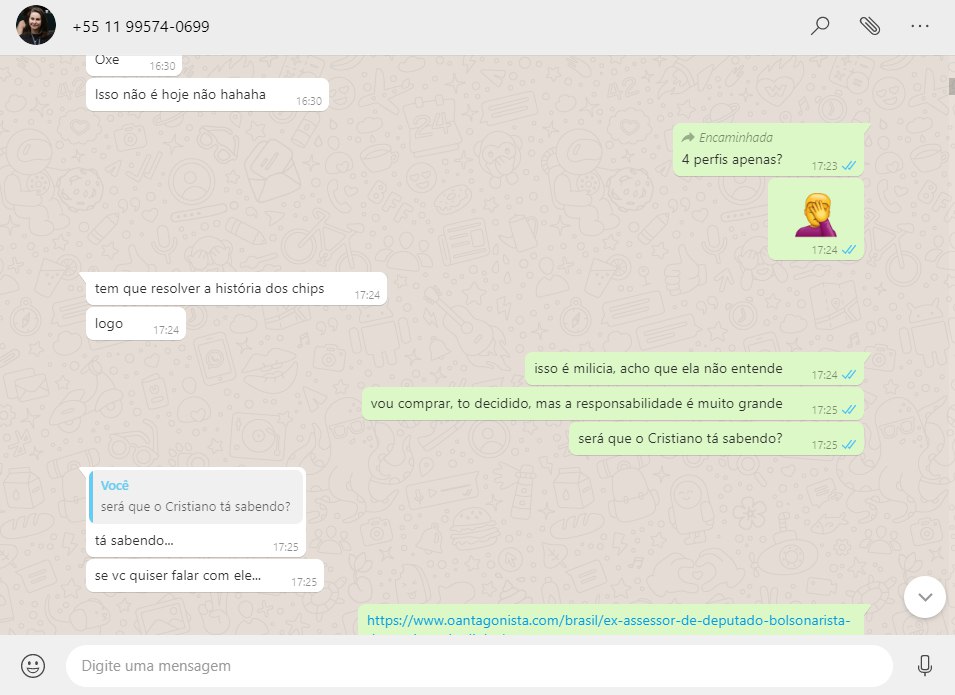 +55 11 99574-0699
Oxe
16:30
Isso não é hoje não hahaha
16:30
Encaminhada
4 perfis apenas?
17:23
17:24
tem que resolver a história dos chips
17:24
logo
17:24
isso é milicia, acho que ela não entende
17:24
vou comprar, to decidido, mas a responsabilidade é muito grande
17:25
será que o Cristiano tá sabendo?
17:25
Você
será que o Cristiano tá sabendo?
tá sabendo...
17:25
se vc quiser falar com ele...
17:25
https://www.oantagonista.com/brasil/ex-assessor-de-deputado-bolsonarista-
Digite uma mensagem